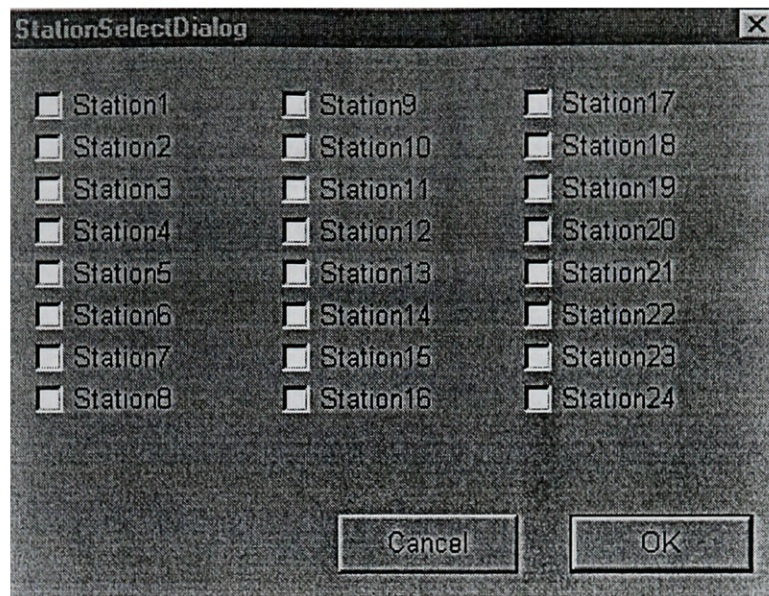 StationSelectDialog
Station1
Station2
Station3
Station4
Station5
Station6
Station7
Station8
Station9
Station10
Station11
Station12
Station13
Station14
Station15
Station16
Station17
Station18
Station19
Station20
Station21
Station22
Station23
Station24
Cancel
OK